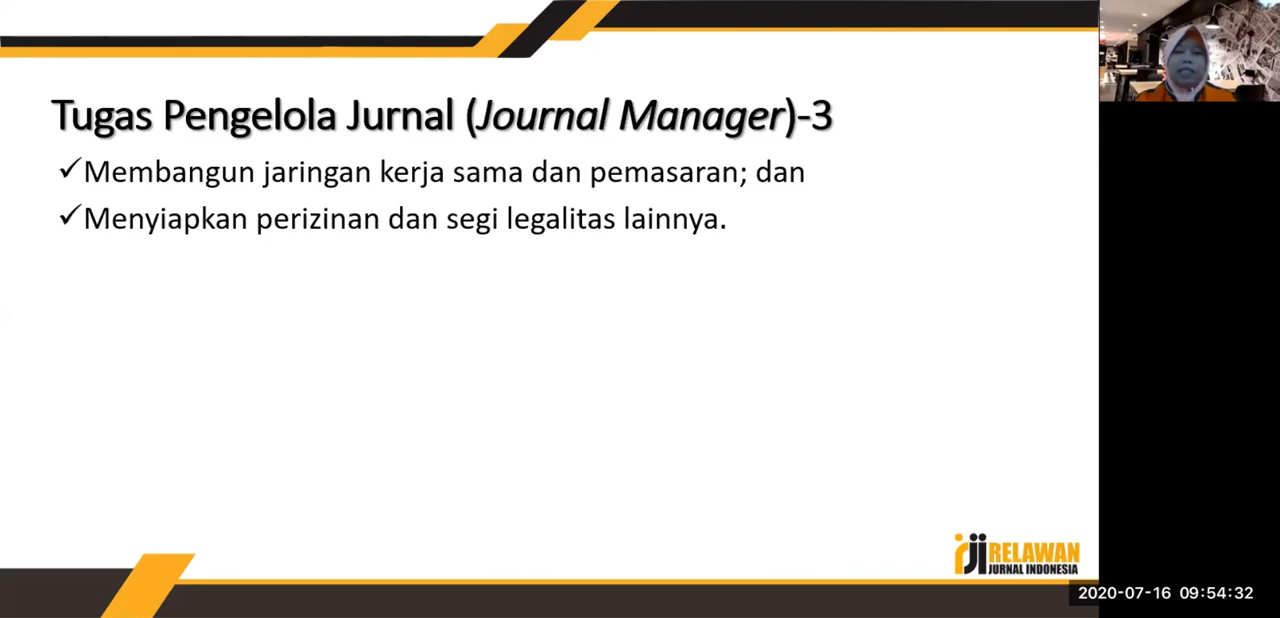 Tugas Pengelola Jurnal (Journal Manager)-3
✓Membangun jaringan kerja sama dan pemasaran; dan
✓Menyiapkan perizinan dan segi legalitas lainnya.
rji RELAWAN
JURNAL INDONESIA
2020-07-16 09:54:32